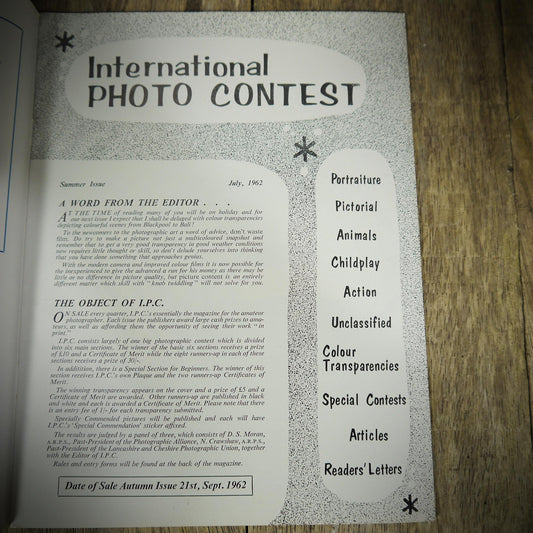 International
PHOTO CONTEST
Summer Issue July, 1962
A WORD FROM THE EDITOR . . .
AT THE TIME of reading many of you will be on holiday and for
our next issue I expect that I shall be deluged with colour transparencies
depicting colourful scenes from Blackpool to Bali!
To the newcomers to the photographic art a word of advice, don't waste
film. Do try to make a picture not just a multicoloured snapshot and
remember that to get a very good transparency in good weather conditions
now requires little thought or skill, so don't delude yourselves into thinking
that you have done something that approaches genius.
With the modern camera and improved colour films it is now possible for
the inexperienced to give the advanced a run for his money as there may be
little or no difference in picture quality, but picture content is an entirely
different matter which skill with "knob twiddling" will not solve for you.
THE OBJECT OF I.P.C.
ON SALE every quarter, I.P.C.'s essentially the magazine for the amateur
photographer. Each issue the publishers award large cash prizes to ama-
teurs, as well as affording them the opportunity of seeing their work "in
print."
I.P.C. consists largely of one big photographic contest which is divided
into six main sections. The winner of the basic six sections receives a prize
of £10 and a Certificate of Merit while the eight runners-up in each of these
sections receives a prize of 30/-.
In addition, there is a Special Section for Beginners. The winner of this
section receives I.P.C.'s own Plaque and the two runners-up Certificates of
Merit.
The winning transparency appears on the cover and a prize of £5 and a
Certificate of Merit are awarded. Other runners-up are published in black
and white and each is awarded a Certificate of Merit. Please note that there
is an entry fee of 1/- for each transparency submitted.
Specially Commended pictures will be published and each will have
I.P.C.'s 'Special Commendation' sticker affixed.
The results are judged by a panel of three, which consists of D. S. Moran,
A.R.P.S., Past-President of the Photographic Alliance, N. Crawshaw, A.R.P.S.,
Past-President of the Lancashire and Cheshire Photographic Union, together
with the Editor of I.P.C.
Rules and entry forms will be found at the back of the magazine.
Date of Sale Autumn Issue 21st, Sept. 1962
Portraiture
Pictorial
Animals
Childplay
Action
Unclassified
Colour
Transparencies
Special Contests
Articles
Readers' Letters